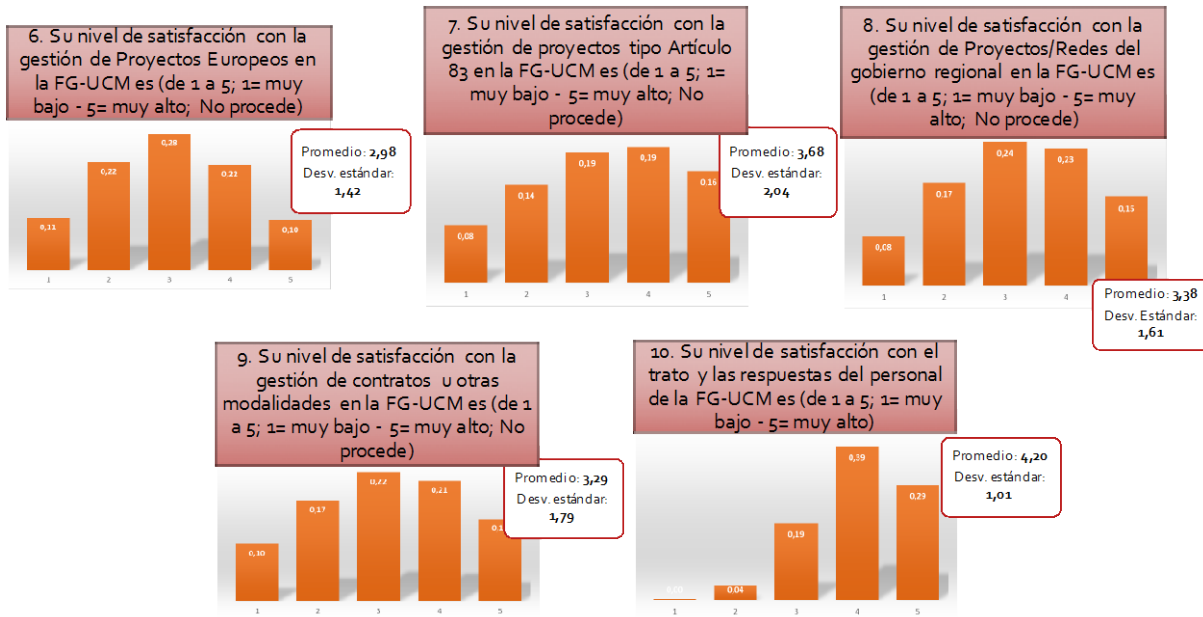 6. Su nivel de satisfacción con la
gestión de Proyectos Europeos en
la FG-UCM es (de 1 a 5; 1= muy
bajo - 5= muy alto; No procede)
0,11
0,22
0,28
0,21
0,10
1
2
3
4
5
Promedio: 2,98
Desv. estándar:
1,42
7. Su nivel de satisfacción con la
gestión de proyectos tipo Artículo
83 en la FG-UCM es (de 1 a 5; 1=
muy bajo - 5= muy alto; No
procede)
0,08
0,14
0,19
0,19
0,16
1
2
3
4
5
Promedio: 3,68
Desv. estándar:
2,04
8. Su nivel de satisfacción con la
gestión de Proyectos/Redes del
gobierno regional en la FG-UCM es
(de 1 a 5; 1= muy bajo - 5= muy
alto; No procede)
0,08
0,17
0,24
0,23
0,15
1
2
3
4
Promedio: 3,38
Desv. Estándar:
1,61
9. Su nivel de satisfacción con la
gestión de contratos u otras
modalidades en la FG-UCM es (de 1
a 5; 1= muy bajo - 5= muy alto; No
procede)
0,10
0,17
0,22
0,21
1
2
3
4
5
Promedio: 3,29
Desv. estándar:
1,79
10. Su nivel de satisfacción con el
trato y las respuestas del personal
de la FG-UCM es (de 1 a 5; 1= muy
bajo - 5= muy alto)
0,00
0,04
0,19
0,39
0,29
1
2
3
4
5
Promedio: 4,20
Desv. estándar:
1,01